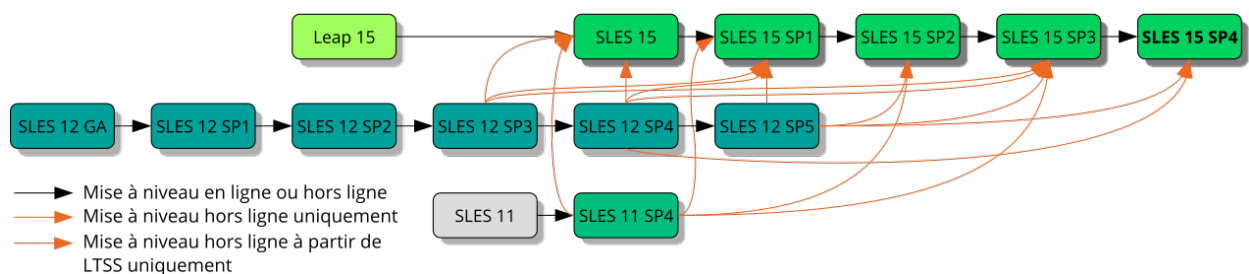 Leap 15
SLES 15
SLES 15 SP1
SLES 15 SP2
SLES 15 SP3
SLES 15 SP4
SLES 12 GA
SLES 12 SP1
SLES 12 SP2
SLES 12 SP3
SLES 12 SP4
SLES 12 SP5
SLES 11
SLES 11 SP4
Mise à niveau en ligne ou hors ligne
Mise à niveau hors ligne uniquement
Mise à niveau hors ligne à partir de
LTSS uniquement